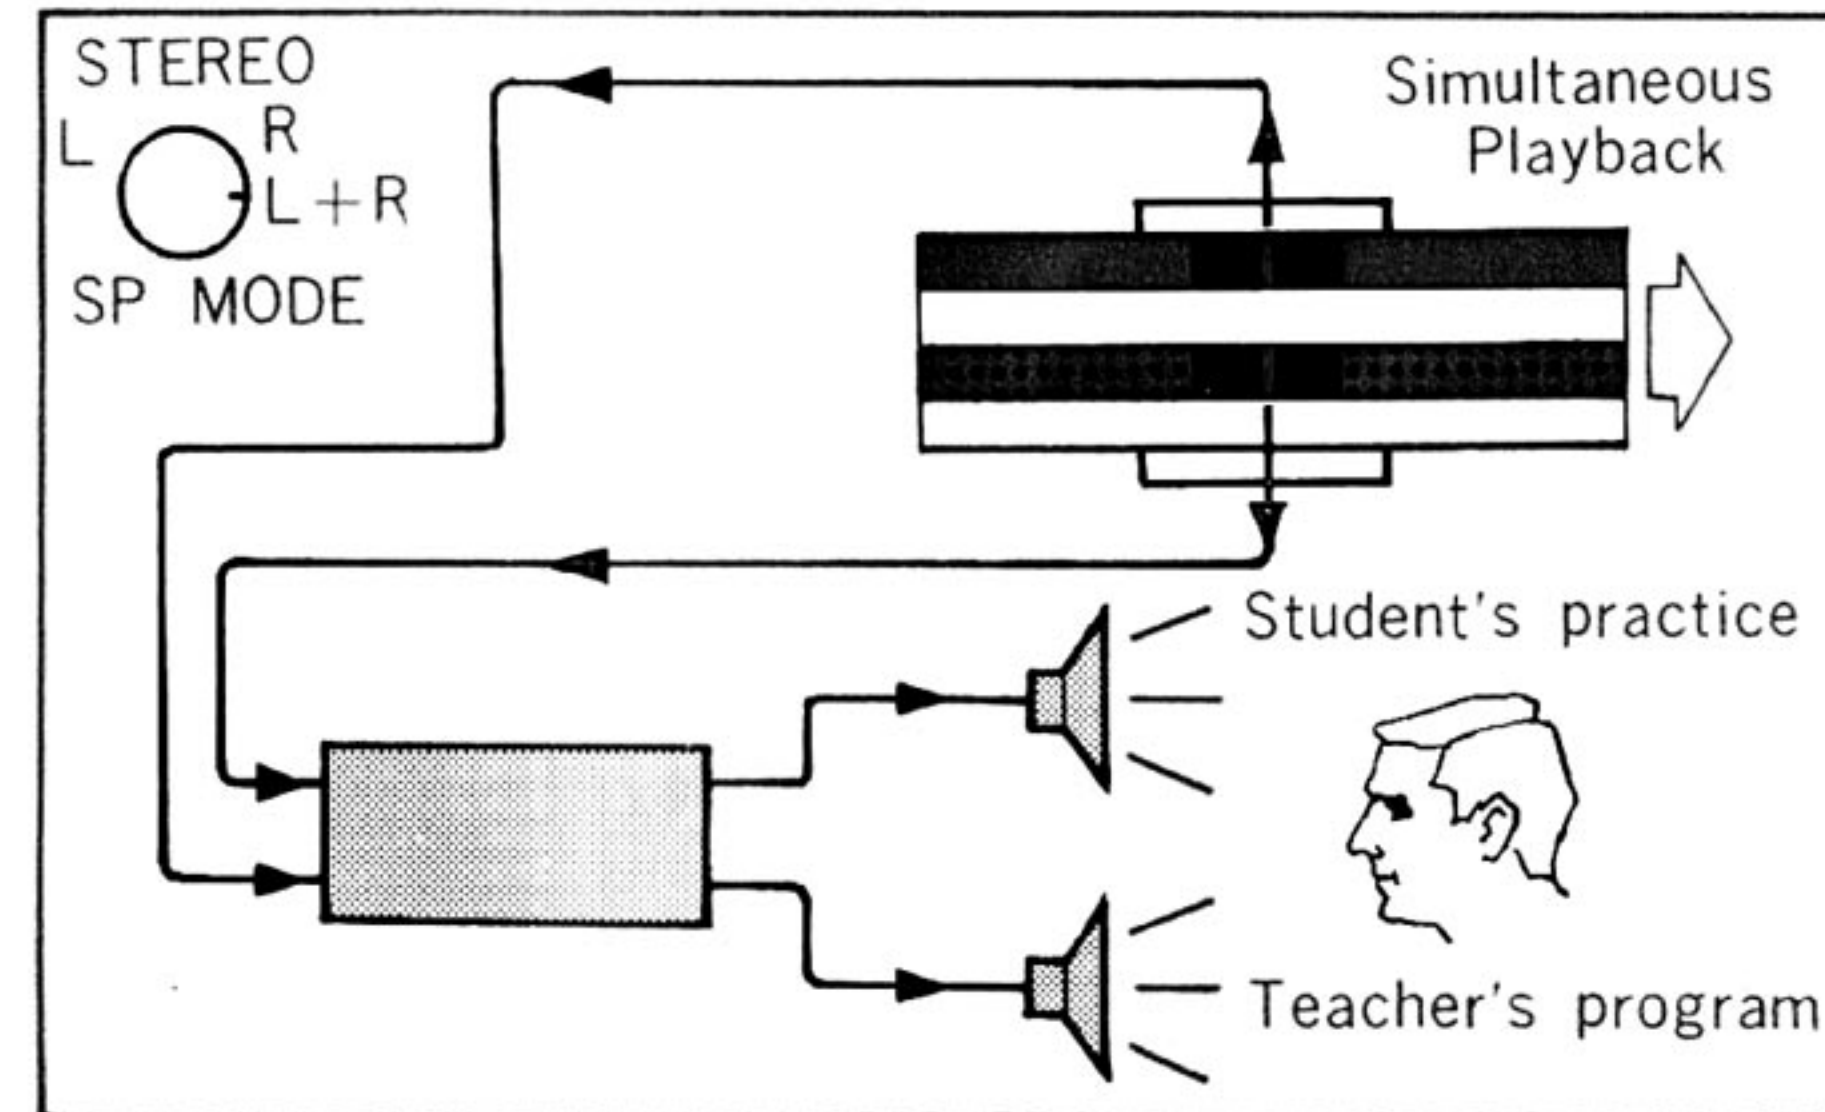 STEREO
L
R
L+R
SP MODE
Simultaneous
Playback
Student's practice
Teacher's program